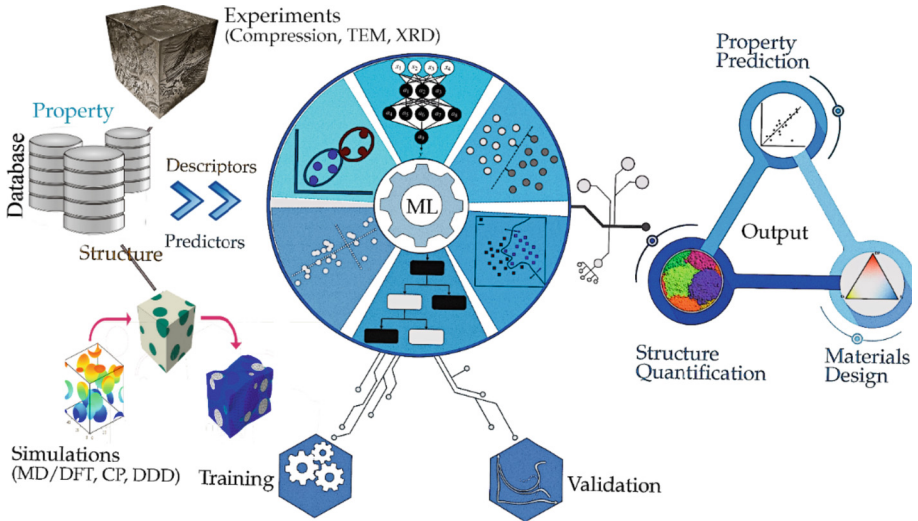 Experiments
(Compression, TEM, XRD)
Property
Database
Descriptors
Predictors
Structure
Simulations
(MD/DFT, CP, DDD)
ML
Training
Validation
Property
Prediction
Output
Structure
Quantification
Materials
Design